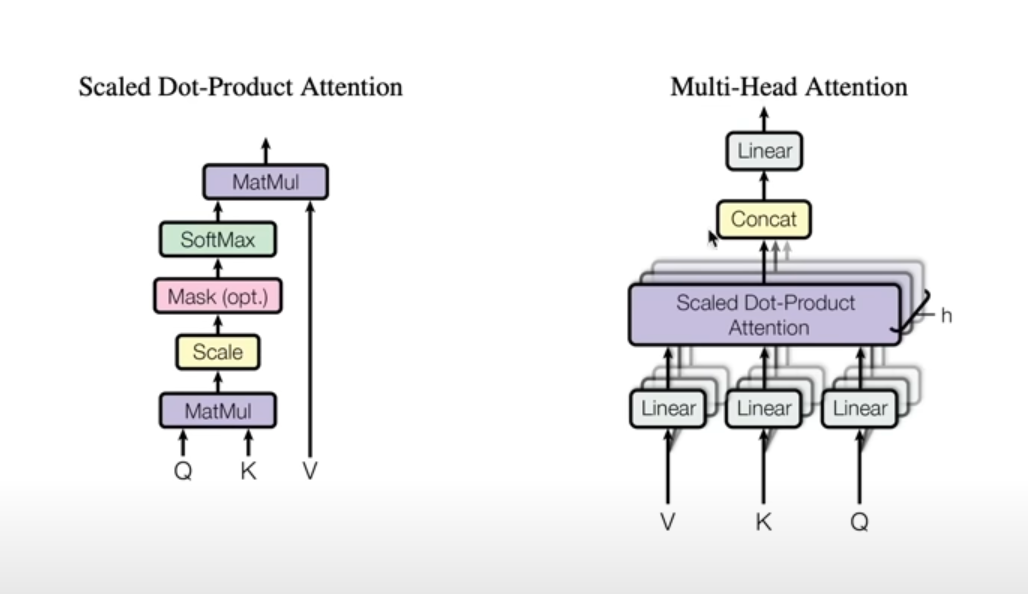 Scaled Dot-Product Attention
MatMul
SoftMax
Mask (opt.)
Scale
MatMul
Q K V
Multi-Head Attention
Linear
Concat
Scaled Dot-Product
Attention
h
Linear Linear Linear
V K Q